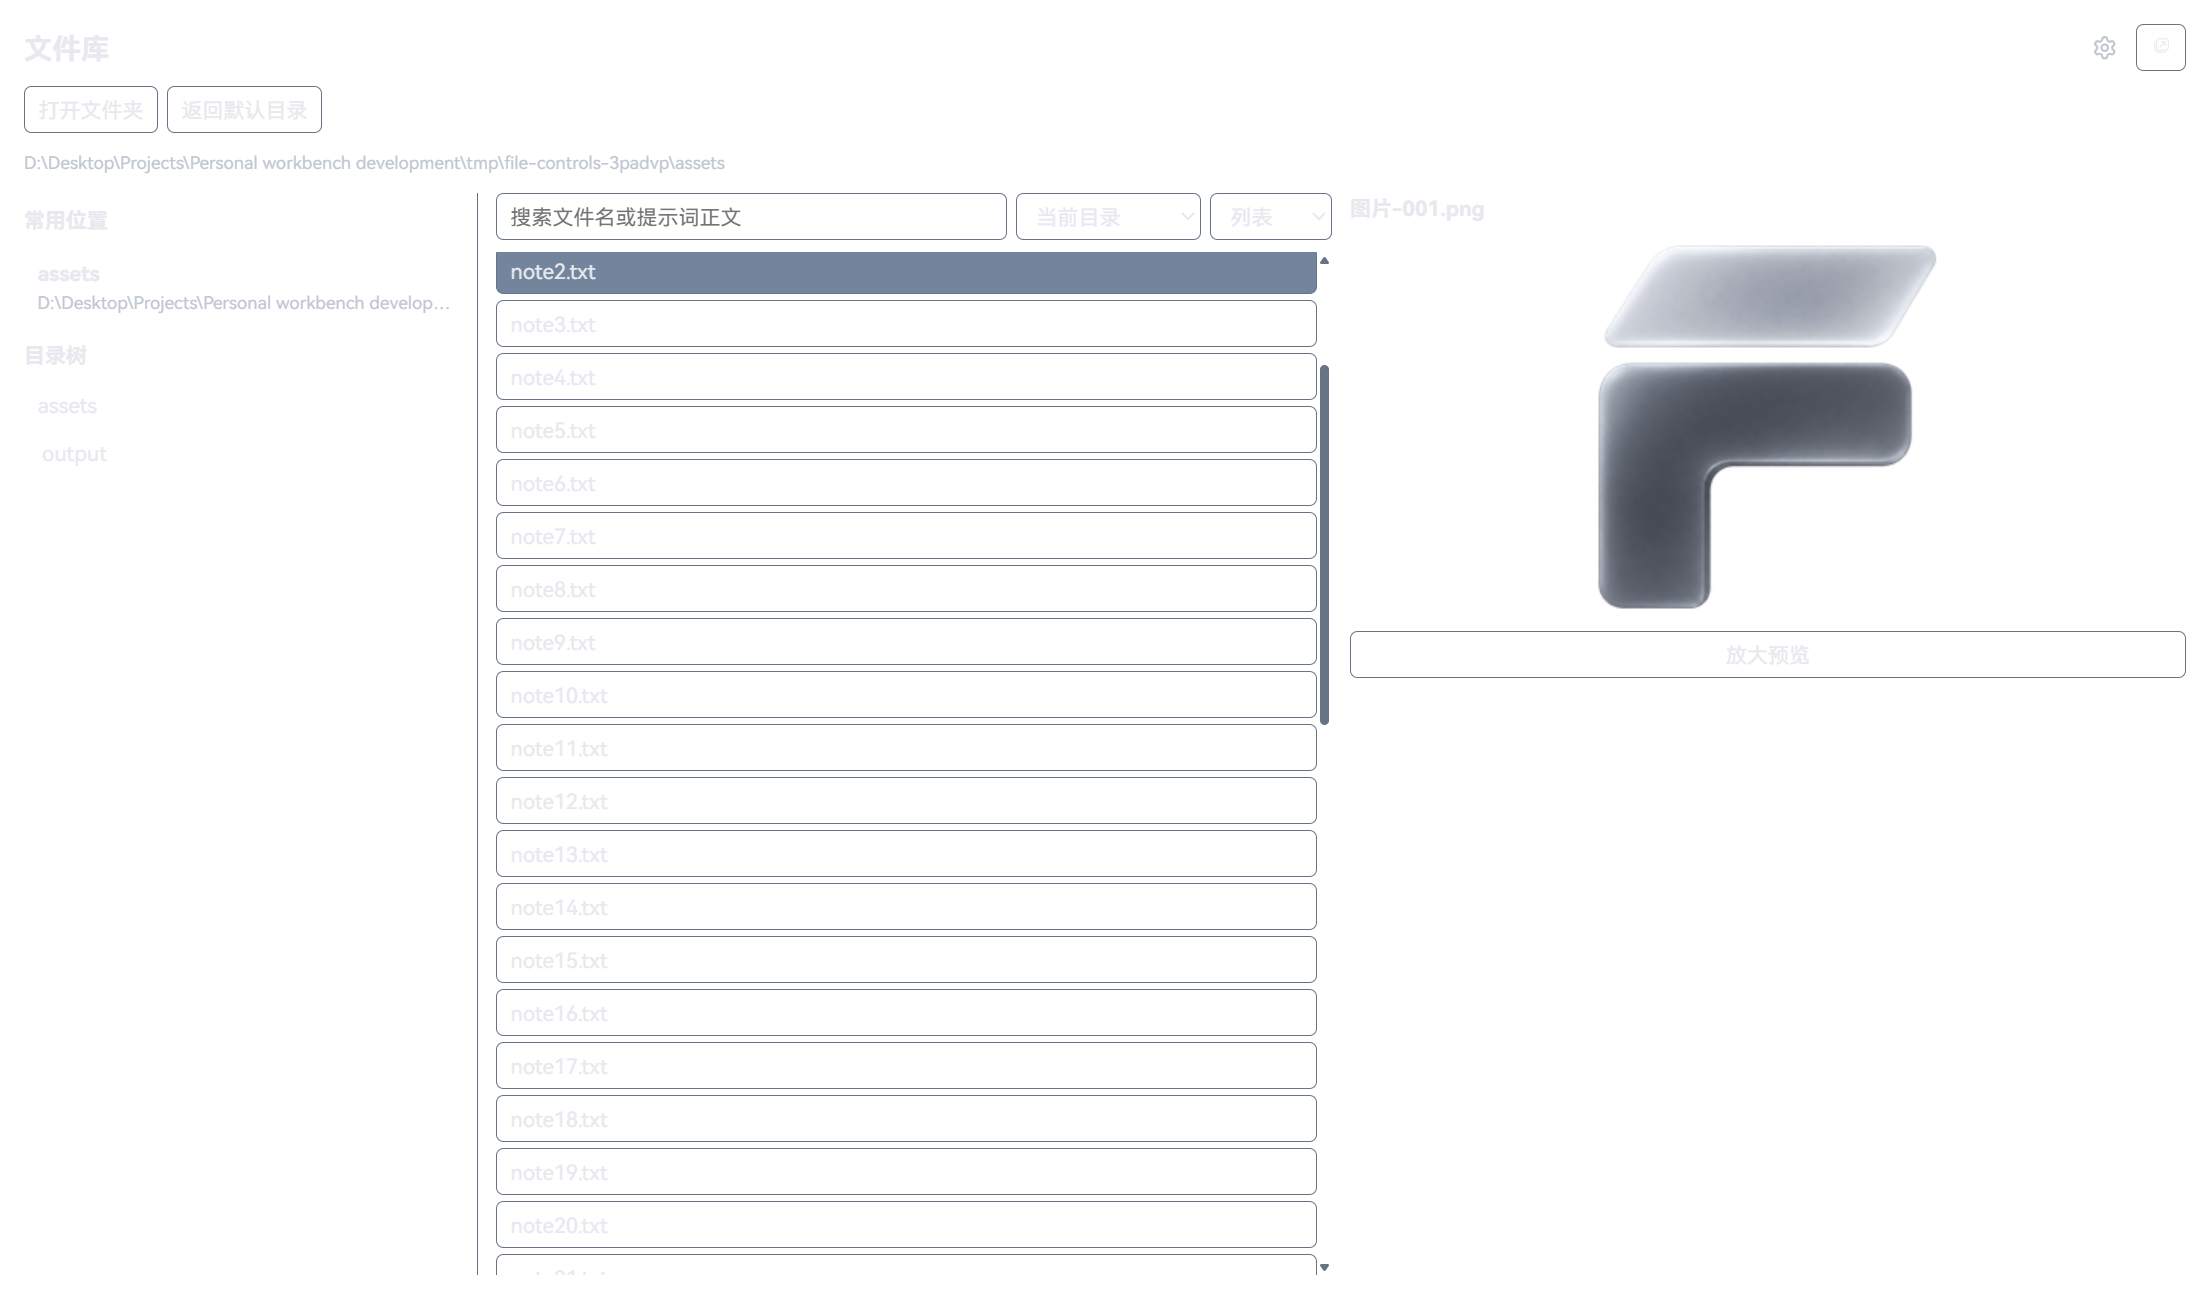 文件库
打开文件夹 返回默认目录
D:\Desktop\Projects\Personal workbench development\tmp\file-controls-3padvp\assets
常用位置
assets
D:\Desktop\Projects\Personal workbench develop...
目录树
assets
output
搜索文件名或提示词正文 当前目录 列表
note2.txt
note3.txt
note4.txt
note5.txt
note6.txt
note7.txt
note8.txt
note9.txt
note10.txt
note11.txt
note12.txt
note13.txt
note14.txt
note15.txt
note16.txt
note17.txt
note18.txt
note19.txt
note20.txt
图片-001.png
放大预览